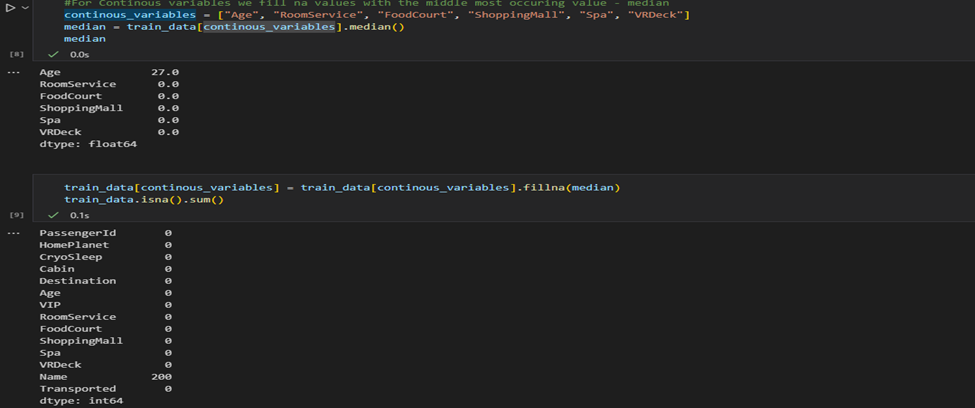 #For Continous variables we fill na values with the middle most occuring value - median
continous_variables = ["Age", "RoomService", "FoodCourt", "ShoppingMall", "Spa", "VRDeck"]
median = train_data[continous_variables].median()
median
[8] 0.0s
... Age 27.0
RoomService 0.0
FoodCourt 0.0
ShoppingMall 0.0
Spa 0.0
VRDeck 0.0
dtype: float64
train_data[continous_variables] = train_data[continous_variables].fillna(median)
train_data.isna().sum()
[9] 0.1s
... PassengerId 0
HomePlanet 0
CryoSleep 0
Cabin 0
Destination 0
Age 0
VIP 0
RoomService 0
FoodCourt 0
ShoppingMall 0
Spa 0
VRDeck 0
Name 200
Transported 0
dtype: int64